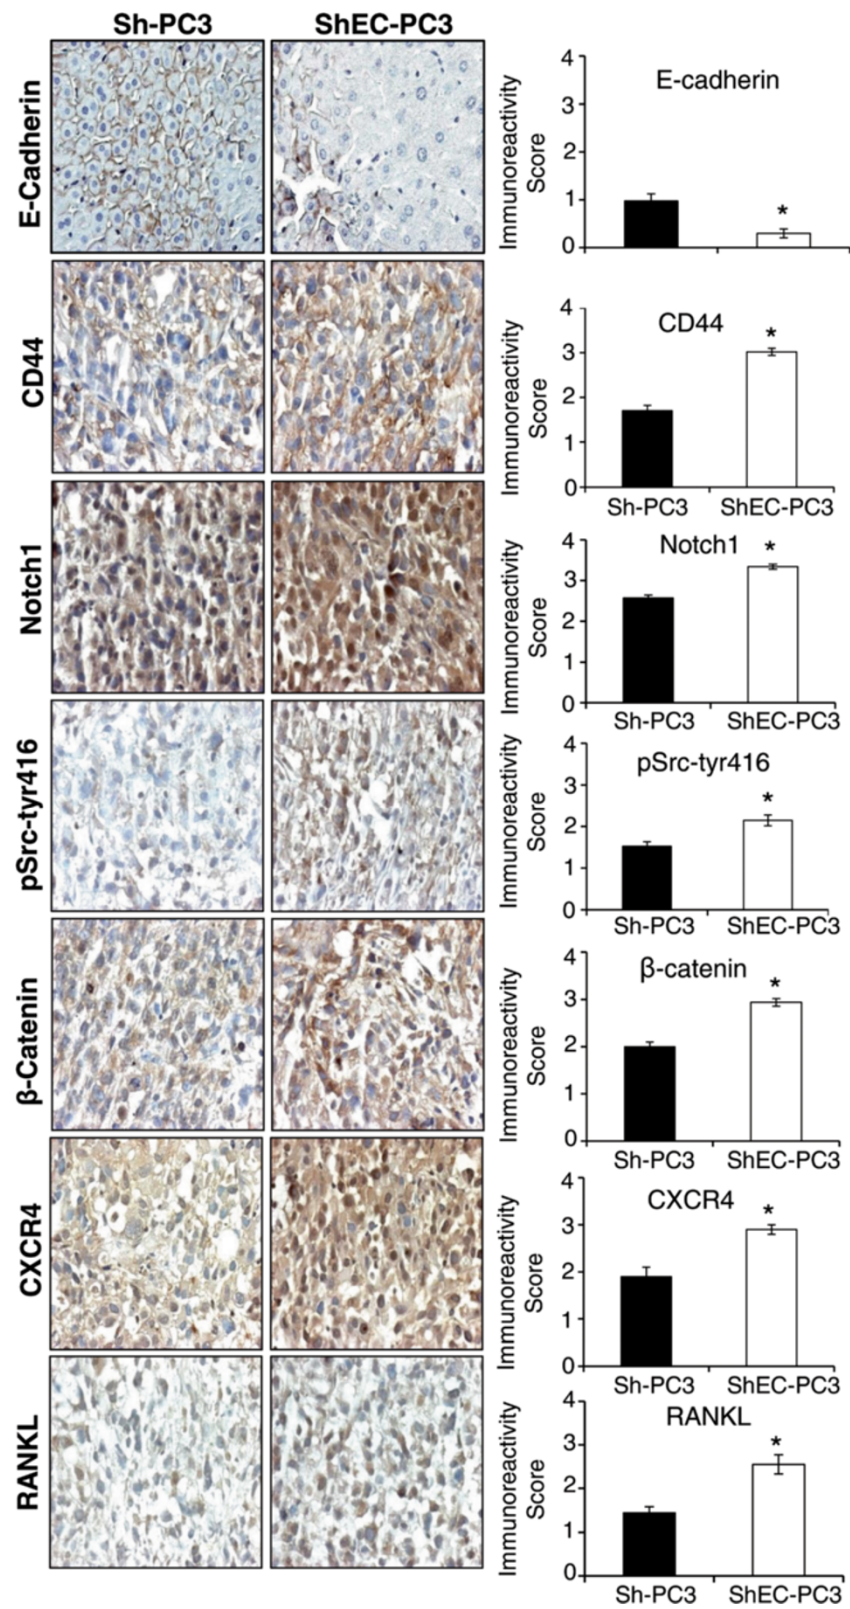 Sh-PC3 ShEC-PC3
E-Cadherin
Immunoreactivity
Score
4
3
2
1
0
E-cadherin
*
CD44
Immunoreactivity
Score
4
3
2
1
0
CD44
*
Sh-PC3 ShEC-PC3
Notch1
Immunoreactivity
Score
4
3
2
1
0
Notch1
*
Sh-PC3 ShEC-PC3
pSrc-tyr416
Immunoreactivity
Score
4
3
2
1
0
pSrc-tyr416
*
Sh-PC3 ShEC-PC3
β-Catenin
Immunoreactivity
Score
4
3
2
1
0
β-catenin
*
Sh-PC3 ShEC-PC3
CXCR4
Immunoreactivity
Score
4
3
2
1
0
CXCR4
*
Sh-PC3 ShEC-PC3
RANKL
Immunoreactivity
Score
4
3
2
1
0
RANKL
*
Sh-PC3 ShEC-PC3